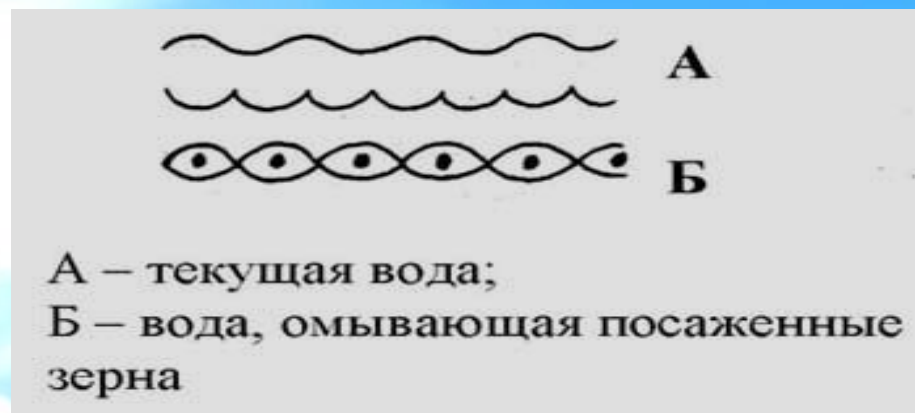 А
Б
А – текущая вода;
Б – вода, омывающая посаженные
зерна